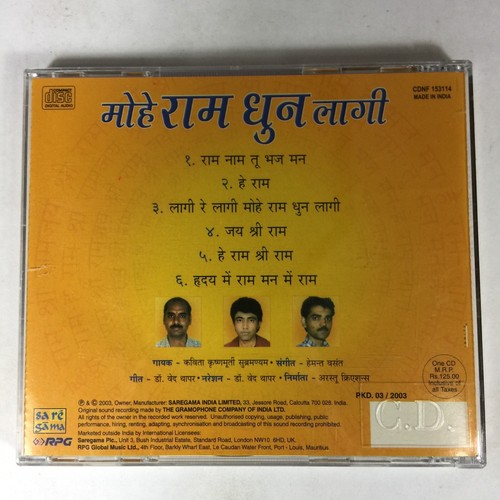 COMPACT
disc
DIGITAL AUDIO
CDNF 153114
MADE IN INDIA
मोहे राम धुन लागी
१. राम नाम तू भज मन
२. हे राम
३. लागी रे लागी मोहे राम धुन लागी
४. जय श्री राम
५. हे राम श्री राम
६. हृदय में राम मन में राम
गायक - कविता कृष्णमूर्ती सुब्रमण्यम • संगीत - हेमन्त वसंत
गीत - डॉ. वेद थापर • नरेशन - डॉ. वेद थापर • निर्माता - अरस्तू क्रिएशन्स
One CD
M.R.P.
Rs.125.00
Inclusive of
all Taxes
PKD. 03 / 2003
C.D.
sa re
gama
RPG
℗ & © 2003, Owner, Manufacturer: SAREGAMA INDIA LIMITED, 33, Jessore Road, Calcutta 700 028. India.
Original sound recording made by THE GRAMOPHONE COMPANY OF INDIA LTD.
All rights of the owner in the recorded work reserved. Unauthorised copying, usage, publishing, public
performance, hiring, renting, adapting, synchronisation and broadcasting of this sound recording prohibited.
Marketed outside India by International Licensees:
Saregama Plc., Unit 3, Bush Industrial Estate, Standard Road, London NW10 6HD, UK,
RPG Global Music Ltd., 4th Floor, Barkly Wharf East, Le Caudan Water Front, Port - Louis, Mauritius.